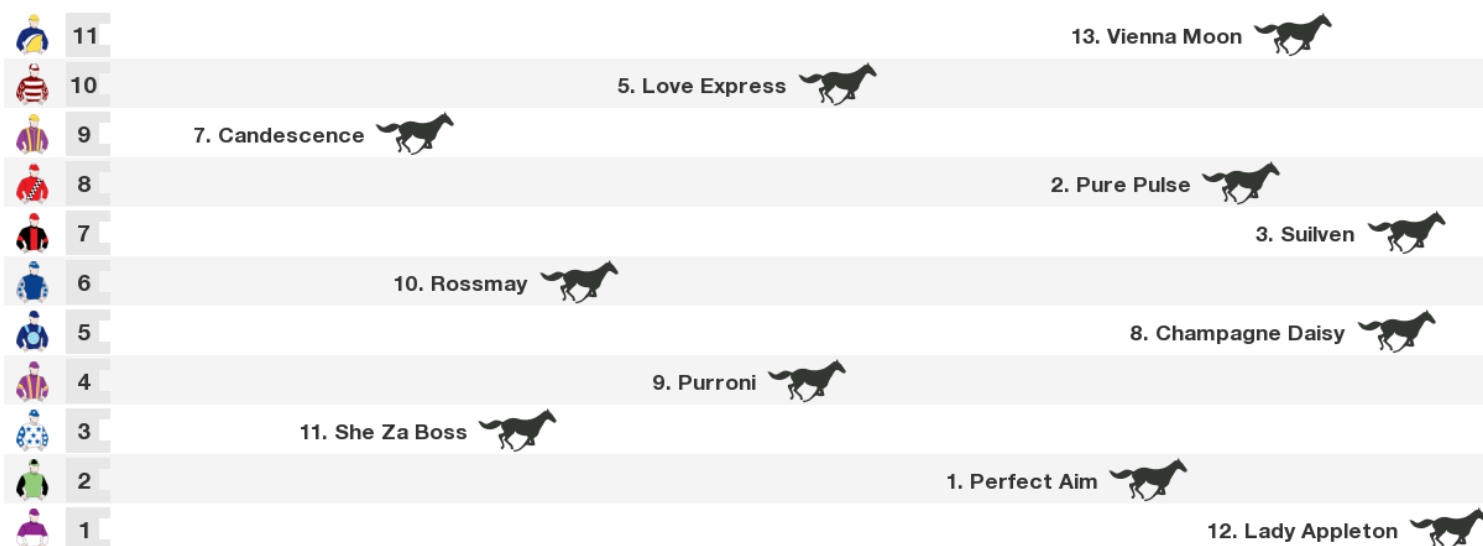 11 13. Vienna Moon
10 5. Love Express
9 7. Candescence
8 2. Pure Pulse
7 3. Suilven
6 10. Rossmay
5 8. Champagne Daisy
4 9. Purroni
3 11. She Za Boss
2 1. Perfect Aim
1 12. Lady Appleton